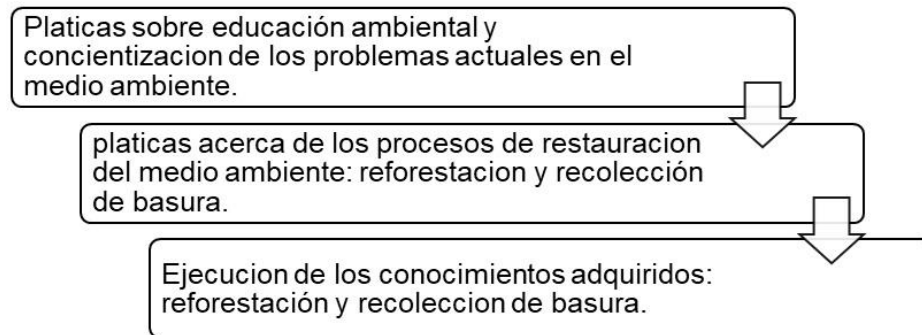 Platicas sobre educación ambiental y
concientizacion de los problemas actuales en el
medio ambiente.
platicas acerca de los procesos de restauracion
del medio ambiente: reforestacion y recolección
de basura.
Ejecucion de los conocimientos adquiridos:
reforestación y recoleccion de basura.